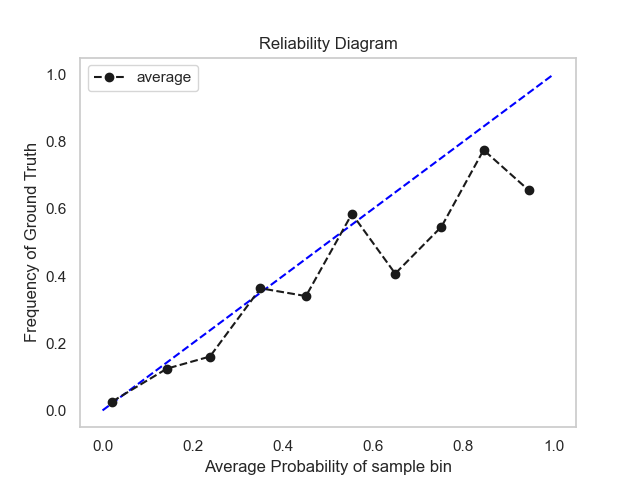 Reliability Diagram
average
Frequency of Ground Truth
1.0
0.8
0.6
0.4
0.2
0.0
0.0 0.2 0.4 0.6 0.8 1.0
Average Probability of sample bin